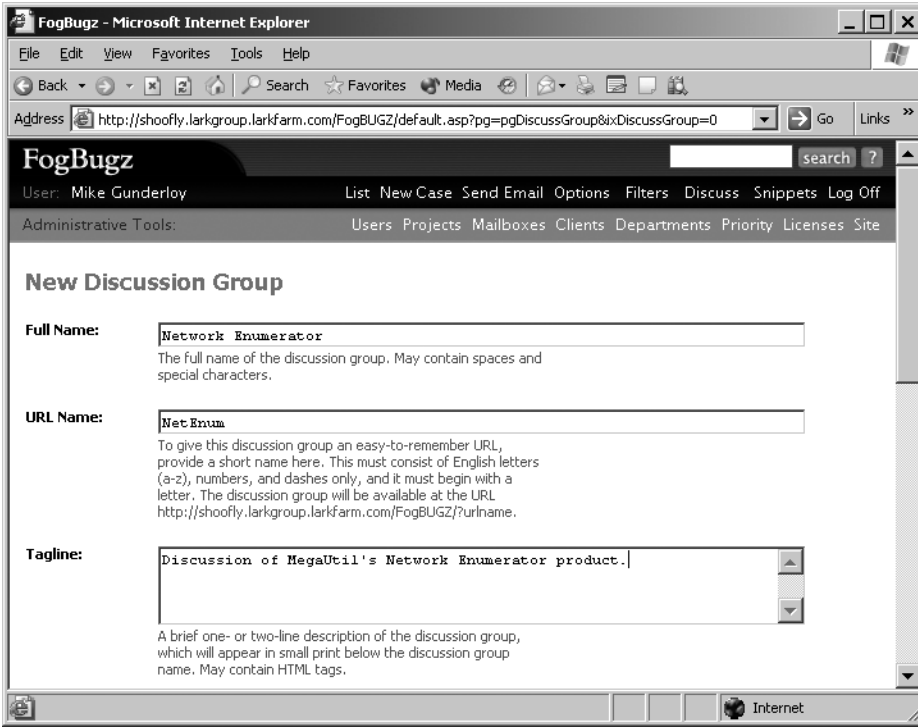 FogBugz - Microsoft Internet Explorer
File Edit View Favorites Tools Help
Back Search Favorites Media
Address http://shoofly.larkgroup.larkfarm.com/FogBUGZ/default.asp?pg=pgDiscussGroup&ixDiscussGroup=0 Go Links »
FogBugz search ?
User: Mike Gunderloy List New Case Send Email Options Filters Discuss Snippets Log Off
Administrative Tools: Users Projects Mailboxes Clients Departments Priority Licenses Site
New Discussion Group
Full Name: Network Enumerator
The full name of the discussion group. May contain spaces and
special characters.
URL Name: NetEnum
To give this discussion group an easy-to-remember URL,
provide a short name here. This must consist of English letters
(a-z), numbers, and dashes only, and it must begin with a
letter. The discussion group will be available at the URL
http://shoofly.larkgroup.larkfarm.com/FogBUGZ/?urlname.
Tagline: Discussion of MegaUtil's Network Enumerator product.
A brief one- or two-line description of the discussion group,
which will appear in small print below the discussion group
name. May contain HTML tags.
Internet